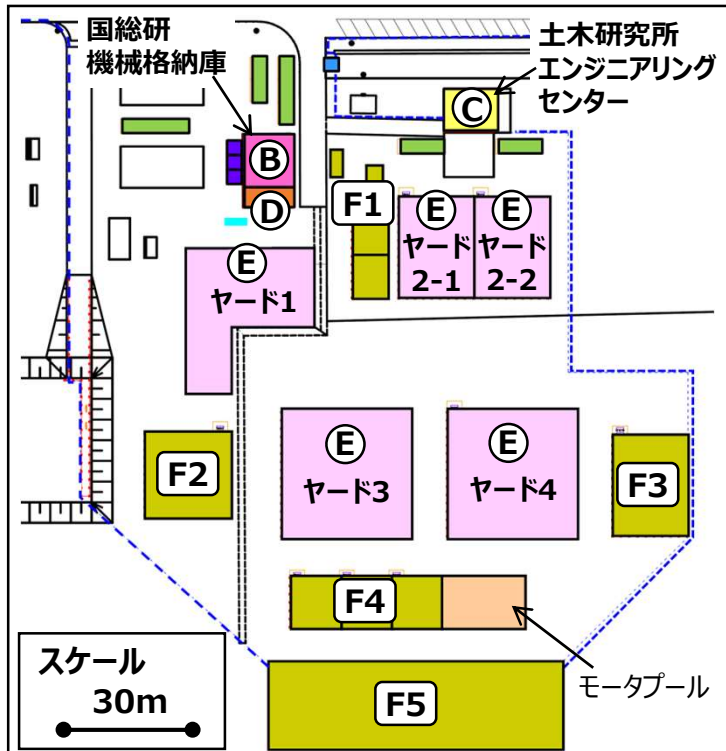 国総研
機械格納庫
土木研究所
エンジニアリング
センター
C
B
D
F1
E
ヤード
2-1
E
ヤード
2-2
E
ヤード1
F2
E
ヤード3
E
ヤード4
F3
F4
モータプール
F5
スケール
30m